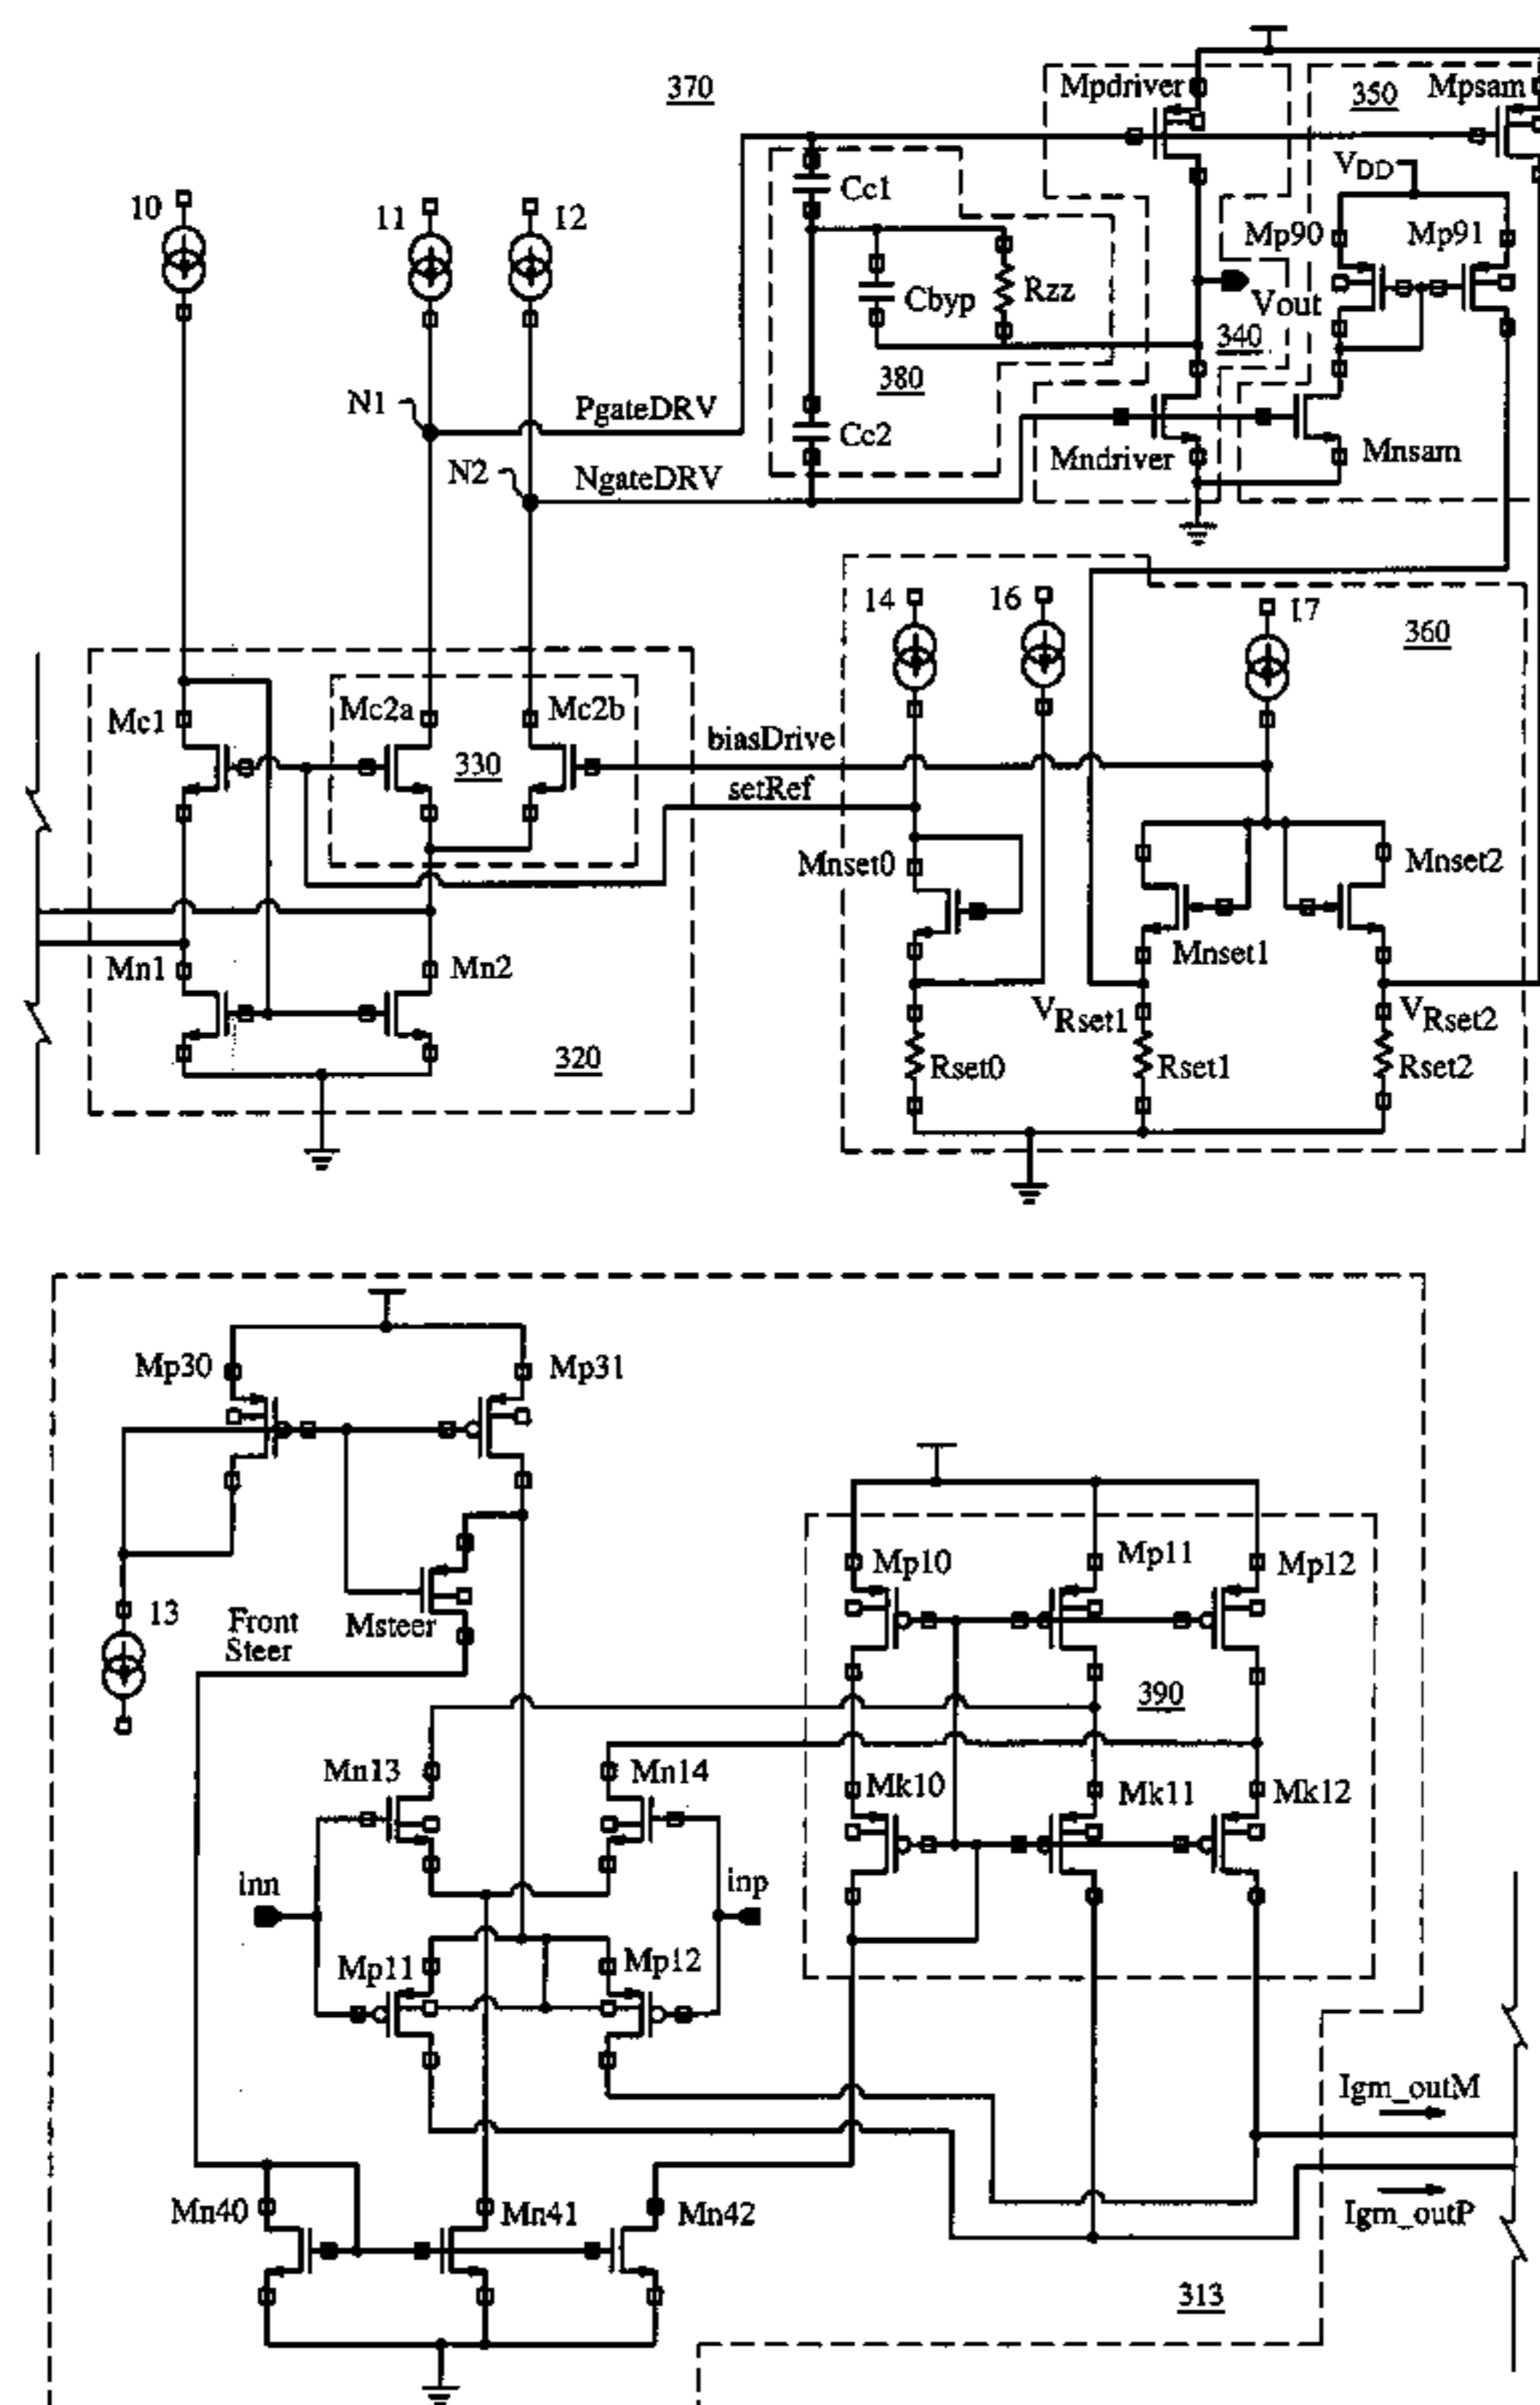 370
Mpdriver
350
Mpsam
VDD
10
11
12
Cc1
Mp90
Mp91
Cbyp
Rzz
Vout
340
N1
PgateDRV
380
Cc2
N2
NgateDRV
Mndriver
Mnsam
14
16
17
360
Mc1
Mc2a
Mc2b
330
biasDrive
setRef
Mnset0
Mnset2
Mnset1
Mn1
Mn2
VRset1
VRset2
320
Rset0
Rset1
Rset2
Mp30
Mp31
13
Front
Steer
Msteer
Mp10
Mp11
Mp12
390
Mn13
Mn14
Mk10
Mk11
Mk12
inn
inp
Mp11
Mp12
Igm_outM
Mn40
Mn41
Mn42
Igm_outP
313